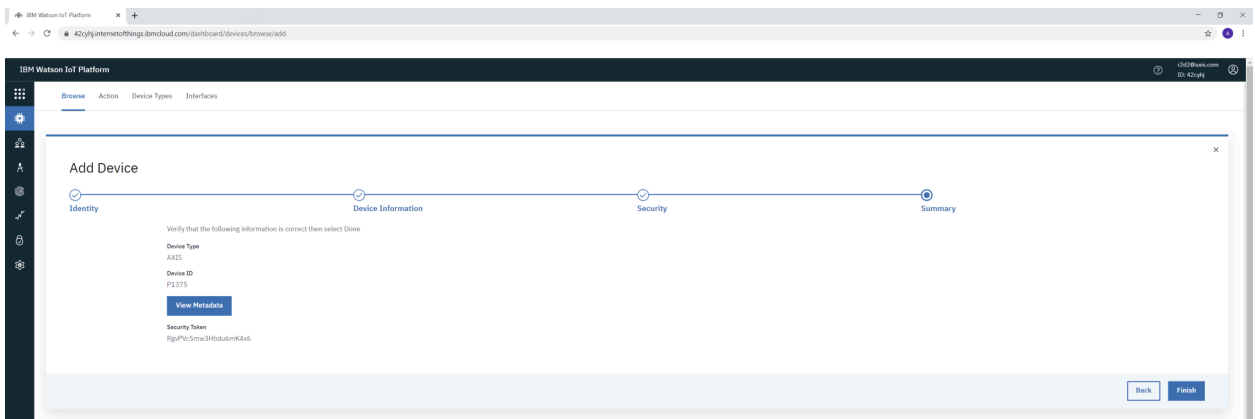 IBM Watson IoT Platform
42cyhj.internetofthings.ibmcloud.com/dashboard/devices/browse/add
A
IBM Watson IoT Platform
r2d2@axis.com
ID: 42cyhj
Browse Action Device Types Interfaces
Add Device
Identity Device Information Security Summary
Verify that the following information is correct then select Done
Device Type
AXIS
Device ID
P1375
View Metadata
Security Token
RgvPVc5mw3Hbdu6mK4x6
Back Finish